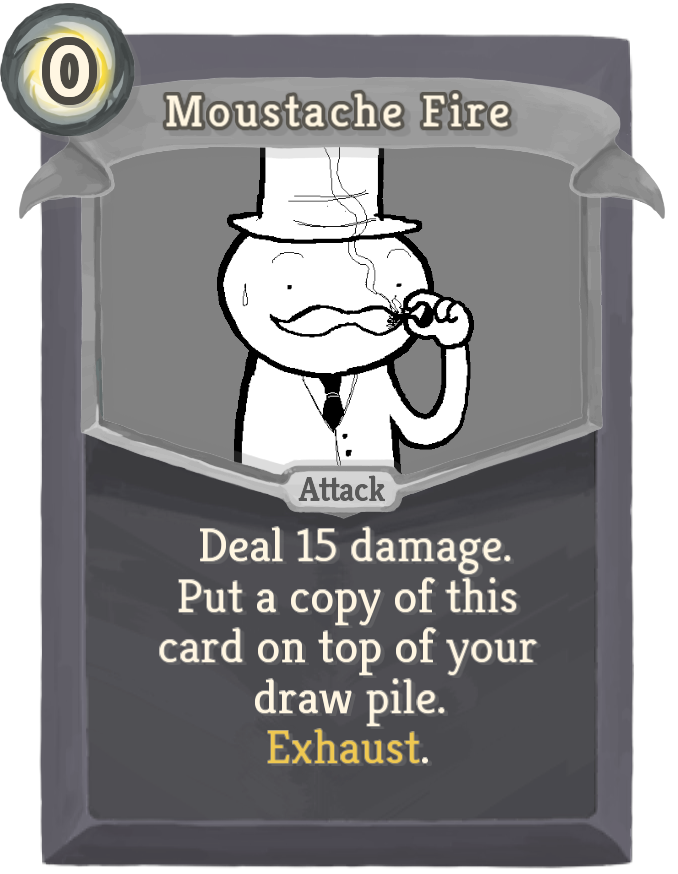 0
Moustache Fire
Attack
Deal 15 damage.
Put a copy of this
card on top of your
draw pile.
Exhaust.